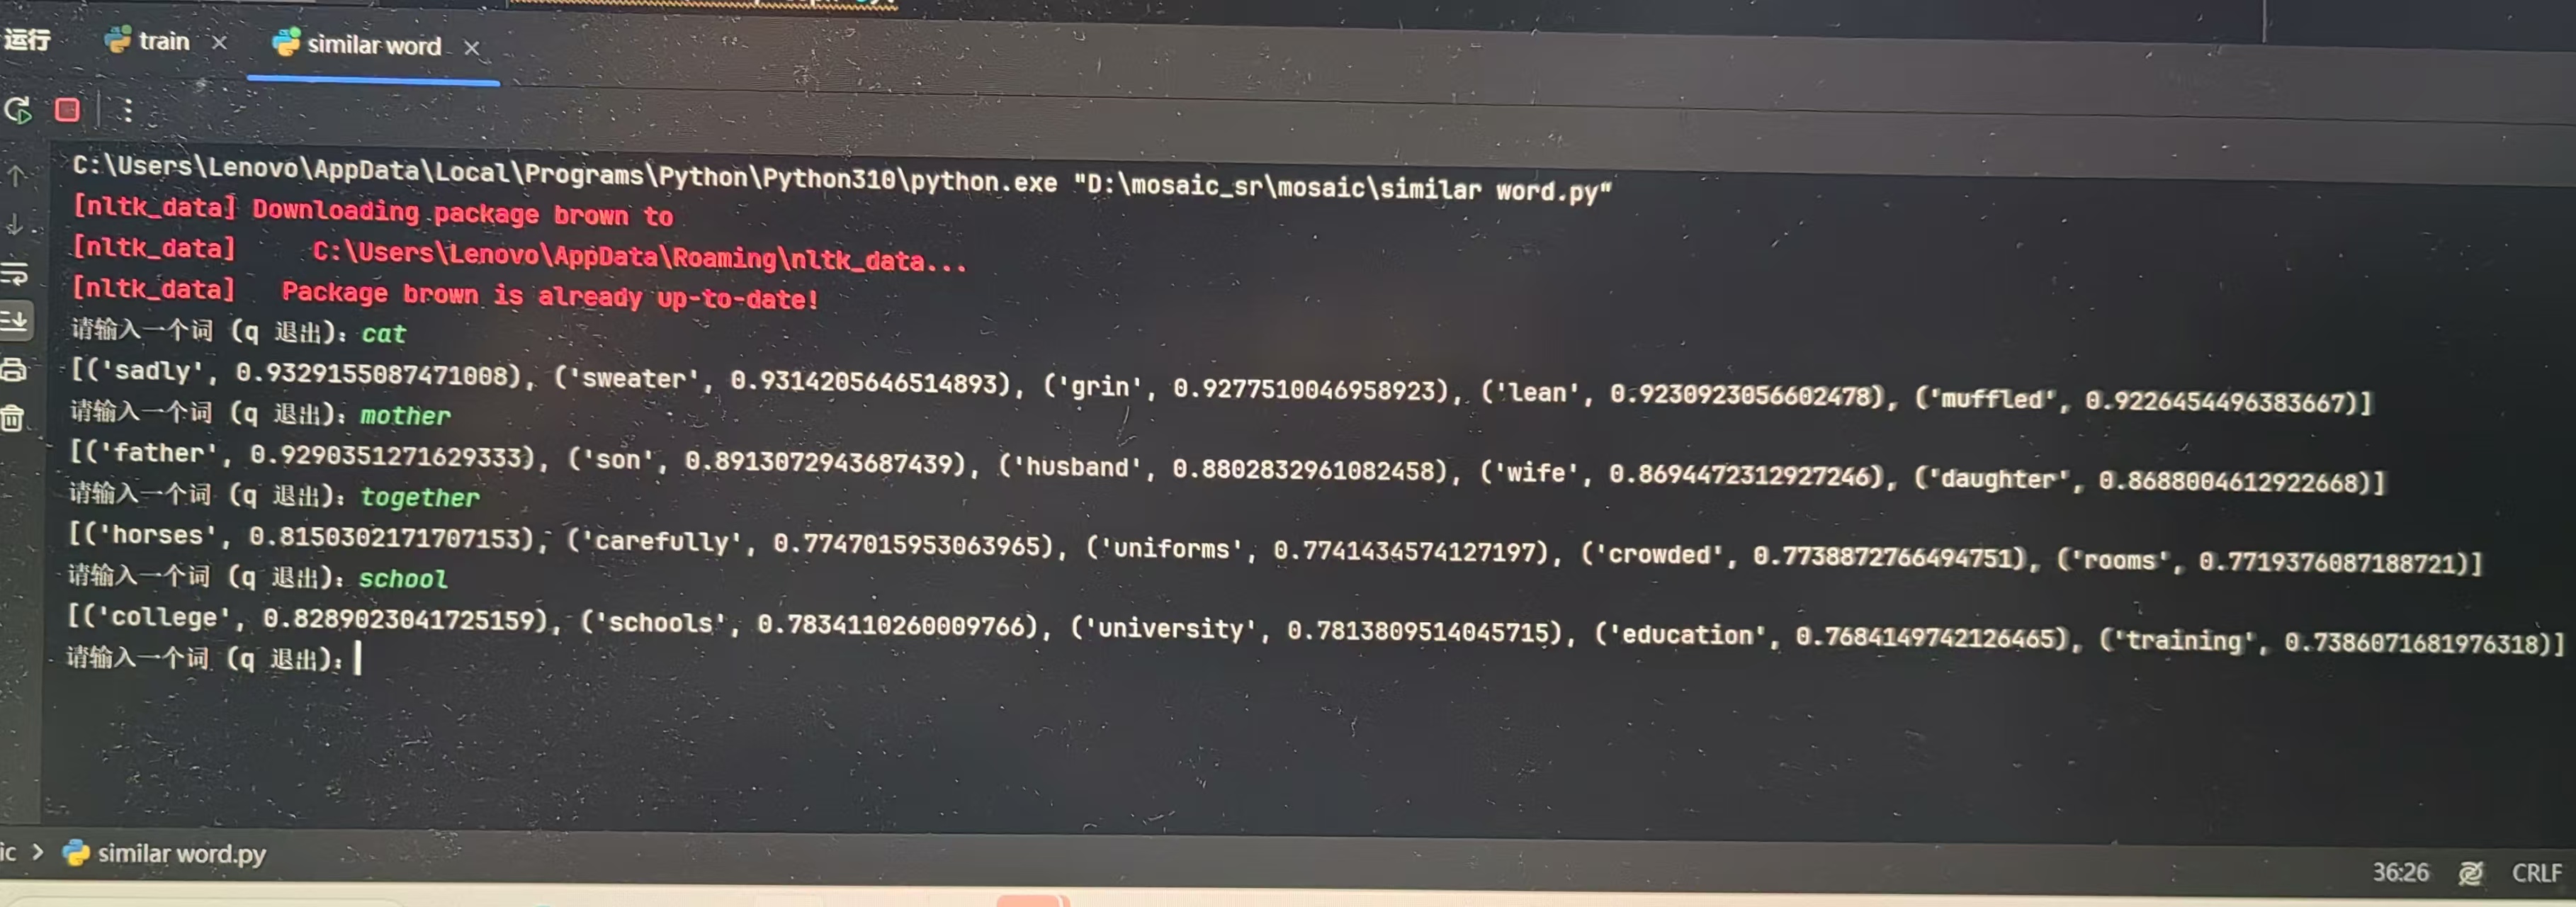 运行 train × similar word ×
C:\Users\Lenovo\AppData\Local\Programs\Python\Python310\python.exe "D:\mosaic_sr\mosaic\similar word.py"
[nltk_data] Downloading package brown to
[nltk_data]     C:\Users\Lenovo\AppData\Roaming\nltk_data...
[nltk_data]   Package brown is already up-to-date!
请输入一个词 (q 退出)：cat
[('sadly', 0.9329155087471008), ('sweater', 0.9314205646514893), ('grin', 0.9277510046958923), ('lean', 0.9230923056602478), ('muffled', 0.9226454496383667)]
请输入一个词 (q 退出)：mother
[('father', 0.9290351271629333), ('son', 0.8913072943687439), ('husband', 0.8802832961082458), ('wife', 0.8694472312927246), ('daughter', 0.8688004612922668)]
请输入一个词 (q 退出)：together
[('horses', 0.8150302171707153), ('carefully', 0.7747015953063965), ('uniforms', 0.7741434574127197), ('crowded', 0.7738872766494751), ('rooms', 0.7719376087188721)]
请输入一个词 (q 退出)：school
[('college', 0.8289023041725159), ('schools', 0.7834110260009766), ('university', 0.7813809514045715), ('education', 0.7684149742126465), ('training', 0.7386071681976318)]
请输入一个词 (q 退出)：
ic > similar word.py
36:26 CRLF